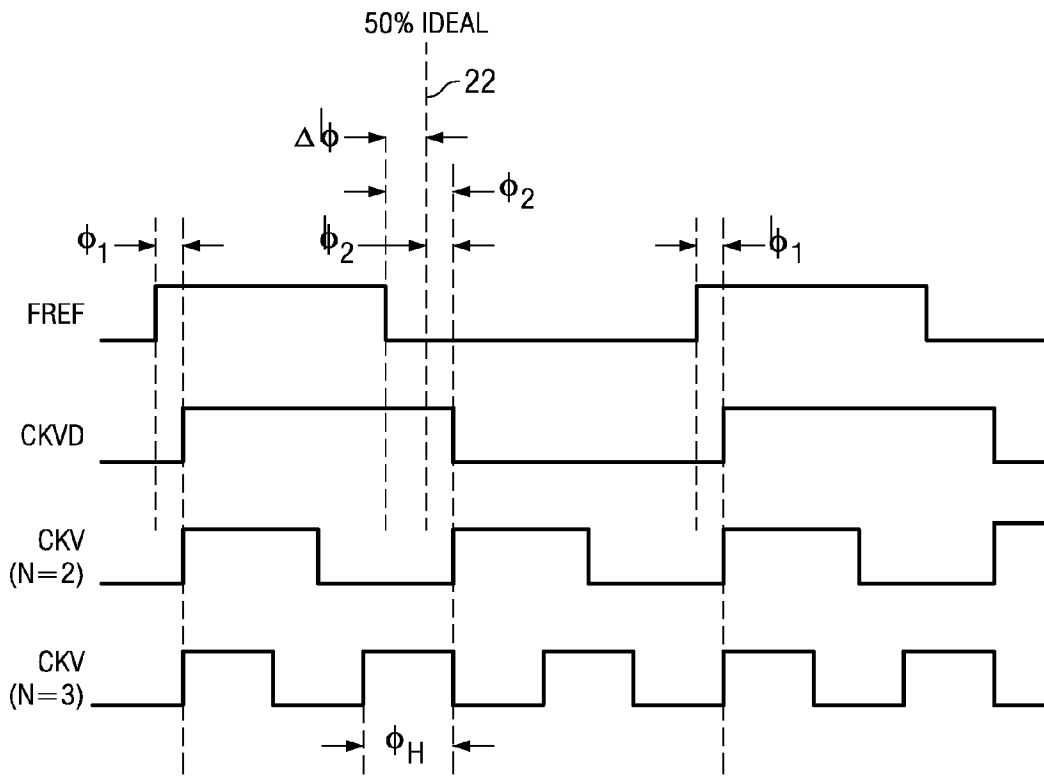 50% IDEAL
22
Δϕ
ϕ2
ϕ1
ϕ2
ϕ1
FREF
CKVD
CKV
(N=2)
CKV
(N=3)
ϕH